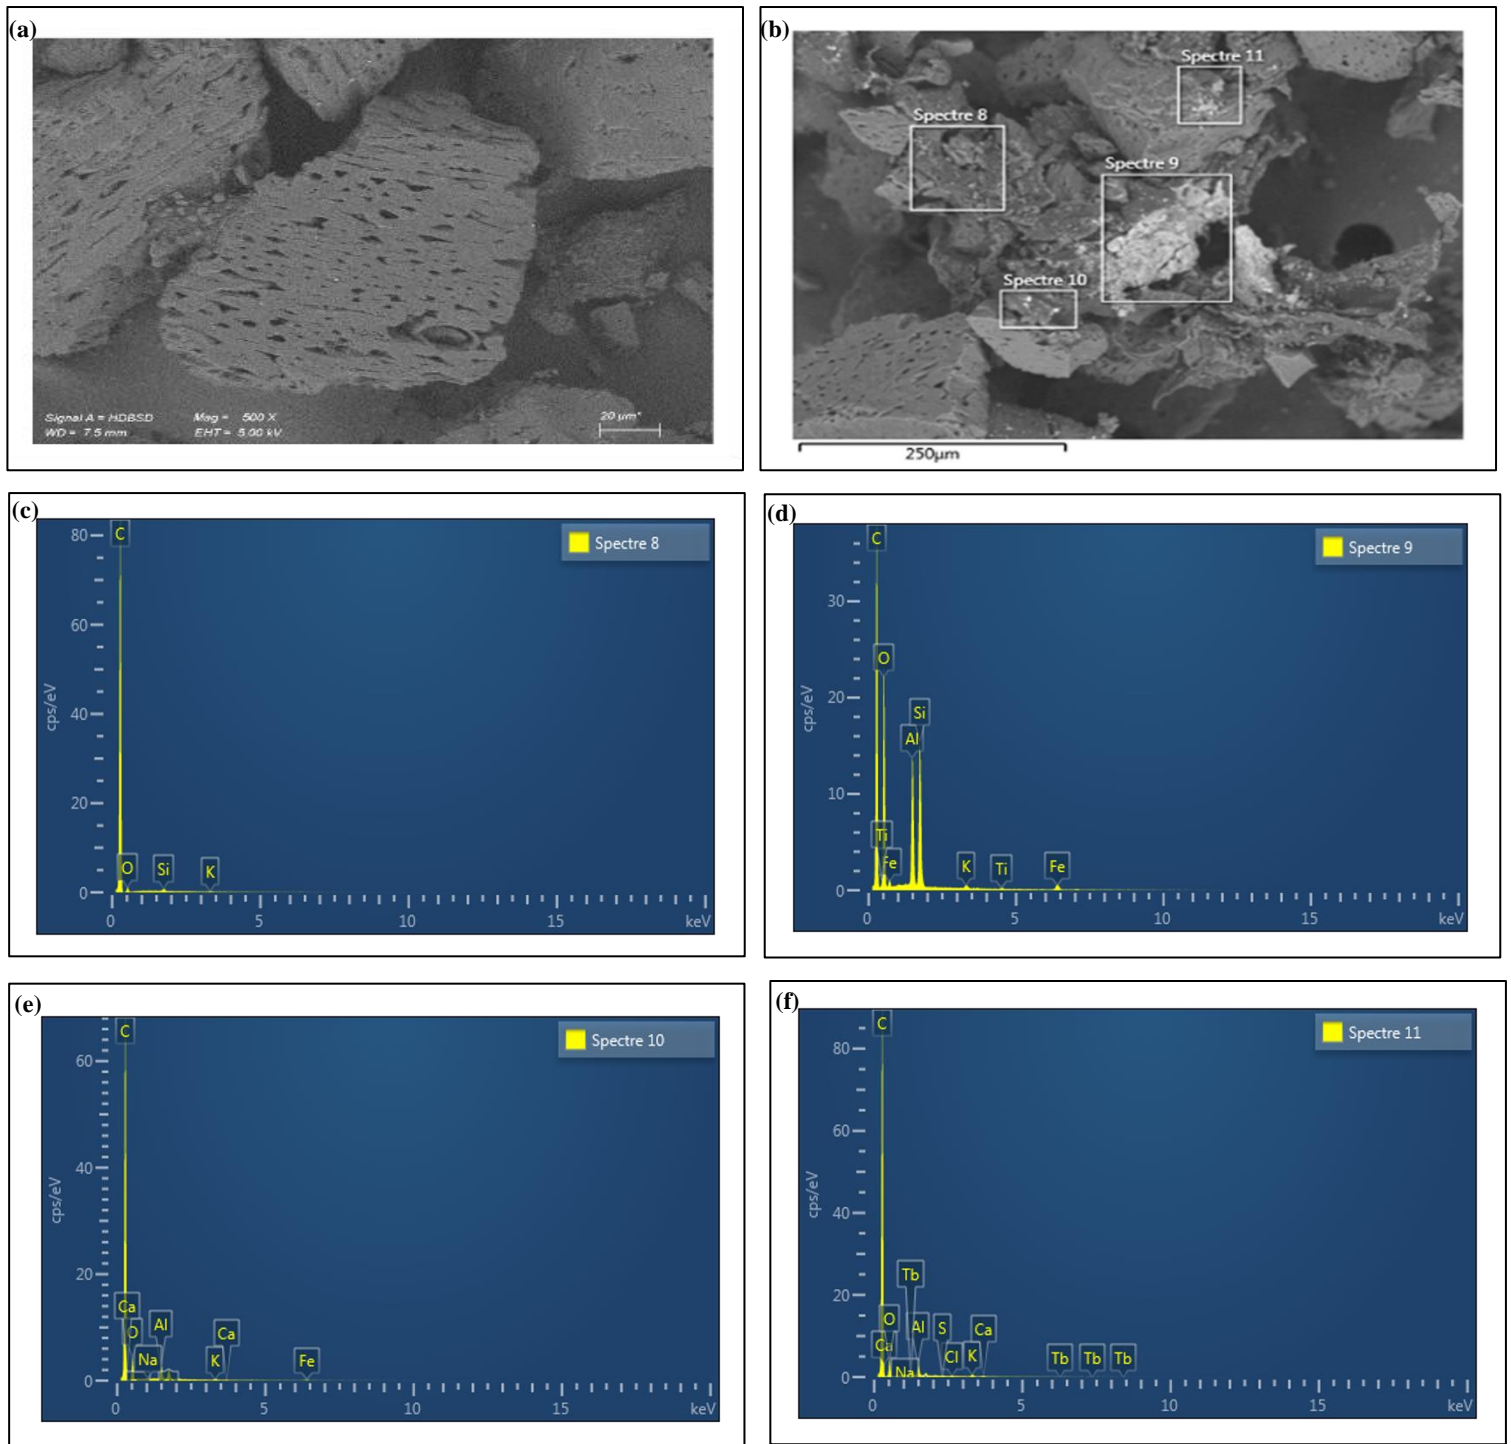 (a)
Signal A = HDBSD Mag = 500 X 20 µm*
WD = 7.5 mm EHT = 5.00 kV
(b)
Spectre 11
Spectre 8
Spectre 9
Spectre 10
250µm
(c)
Spectre 8
C
80
60
40
20
0
cps/eV
O Si K
0 5 10 15 keV
(d)
Spectre 9
C
30
O
20
Si
Al
10
Ti
Fe K Ti Fe
0
cps/eV
0 5 10 15 keV
(e)
Spectre 10
C
60
40
20
Ca
O Al Ca
Na K Fe
0
cps/eV
0 5 10 15 keV
(f)
Spectre 11
C
80
60
40
20
Tb
O Al S Ca
Ca Cl K Tb Tb Tb
Na
0
cps/eV
0 5 10 15 keV